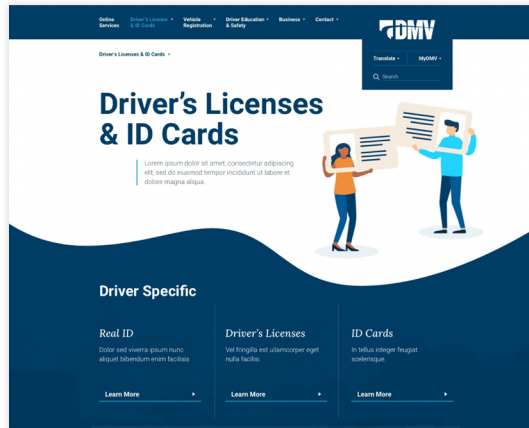 Online
Services
Driver's License
& ID Cards
Vehicle
Registration
Driver Education
& Safety
Business
Contact
DMV
Translate
MyDMV
Search
Driver's Licenses & ID Cards
Driver's Licenses
& ID Cards
Lorem ipsum dolor sit amet, consectetur adipiscing
elit, sed do eiusmod tempor incididunt ut labore et
dolore magna aliqua.
Driver Specific
Real ID
Dolor sed viverra ipsum nunc
aliquet bibendum enim facilisis
Learn More
Driver's Licenses
Vel fringilla est ullamcorper eget
nulla facilisi.
Learn More
ID Cards
In tellus integer feugiat
scelerisque.
Learn More